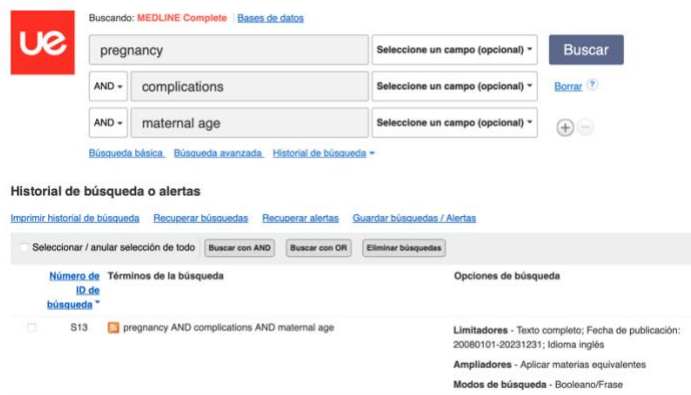 Buscando: MEDLINE Complete Bases de datos
ue
pregnancy Seleccione un campo (opcional) Buscar
AND complications Seleccione un campo (opcional) Borrar ?
AND maternal age Seleccione un campo (opcional)
Búsqueda básica Búsqueda avanzada Historial de búsqueda
Historial de búsqueda o alertas
Imprimir historial de búsqueda Recuperar búsquedas Recuperar alertas Guardar búsquedas / Alertas
Seleccionar / anular selección de todo Buscar con AND Buscar con OR Eliminar búsquedas
Número de ID de búsqueda Términos de la búsqueda Opciones de búsqueda
S13 pregnancy AND complications AND maternal age Limitadores - Texto completo; Fecha de publicación:
20080101-20231231; Idioma inglés
Ampliadores - Aplicar materias equivalentes
Modos de búsqueda - Booleano/Frase